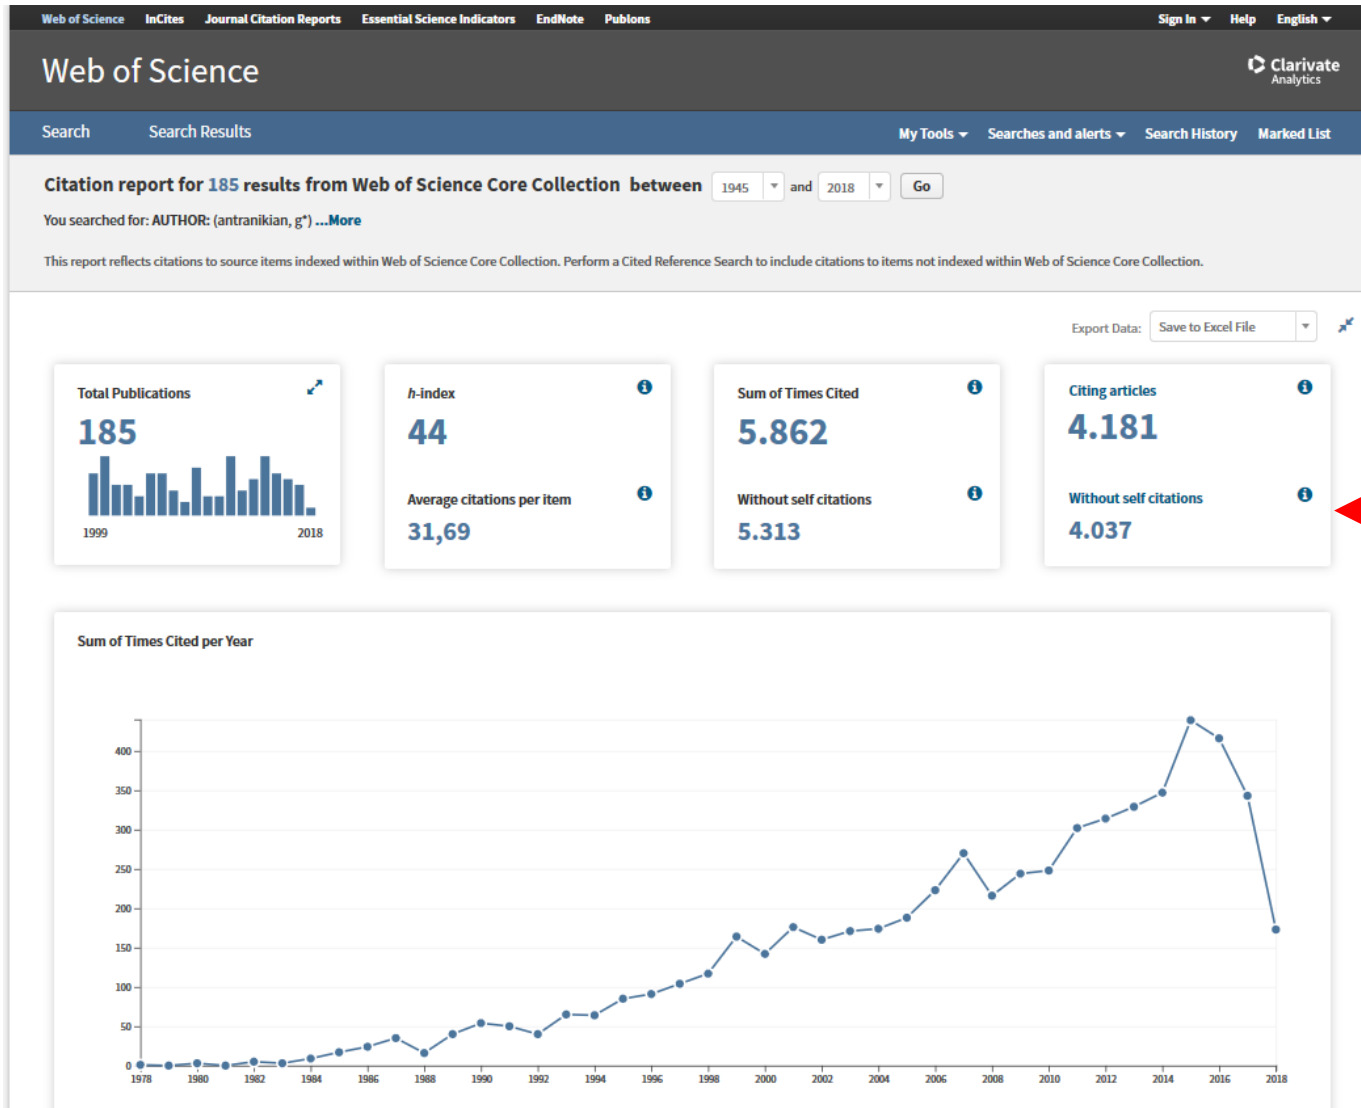 Web of Science InCites Journal Citation Reports Essential Science Indicators EndNote Publons Sign In Help English
Web of Science
Clarivate
Analytics
Search Search Results My Tools Searches and alerts Search History Marked List
Citation report for 185 results from Web of Science Core Collection between 1945 and 2018 Go
You searched for: AUTHOR: (antranikian, g*) ...More
This report reflects citations to source items indexed within Web of Science Core Collection. Perform a Cited Reference Search to include citations to items not indexed within Web of Science Core Collection.
Export Data: Save to Excel File
Total Publications
185
1999 2018
h-index
44
Average citations per item
31,69
Sum of Times Cited
5.862
Without self citations
5.313
Citing articles
4.181
Without self citations
4.037
Sum of Times Cited per Year
400
350
300
250
200
150
100
50
0
1978 1980 1982 1984 1986 1988 1990 1992 1994 1996 1998 2000 2002 2004 2006 2008 2010 2012 2014 2016 2018